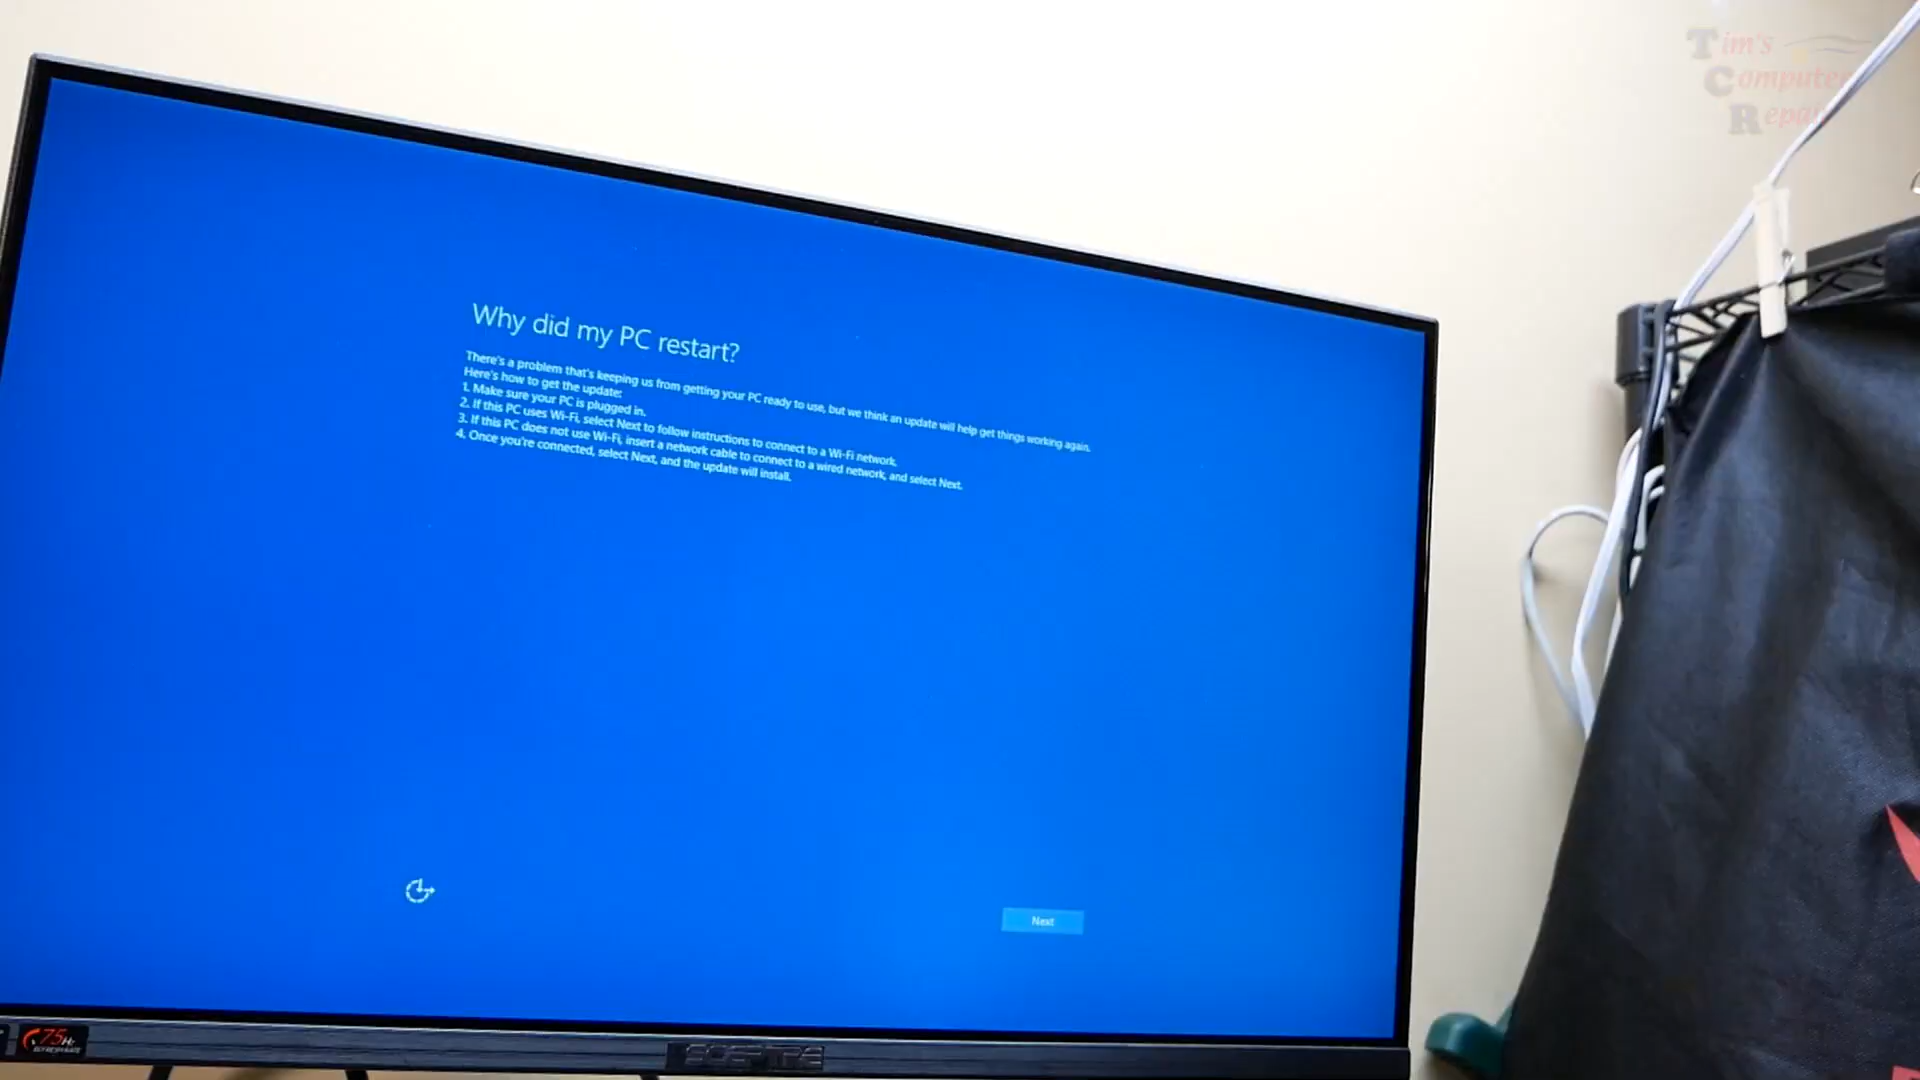 Tim's
Computer
Repair
Why did my PC restart?
There's a problem that's keeping us from getting your PC ready to use, but we think an update will help get things working again.
Here's how to get the update:
1. Make sure your PC is plugged in.
2. If this PC uses Wi-Fi, select Next to follow instructions to connect to a Wi-Fi network.
3. If this PC does not use Wi-Fi, insert a network cable to connect to a wired network, and select Next.
4. Once you're connected, select Next, and the update will install.
Next
75Hz
REFRESH RATE
SCEPTRE